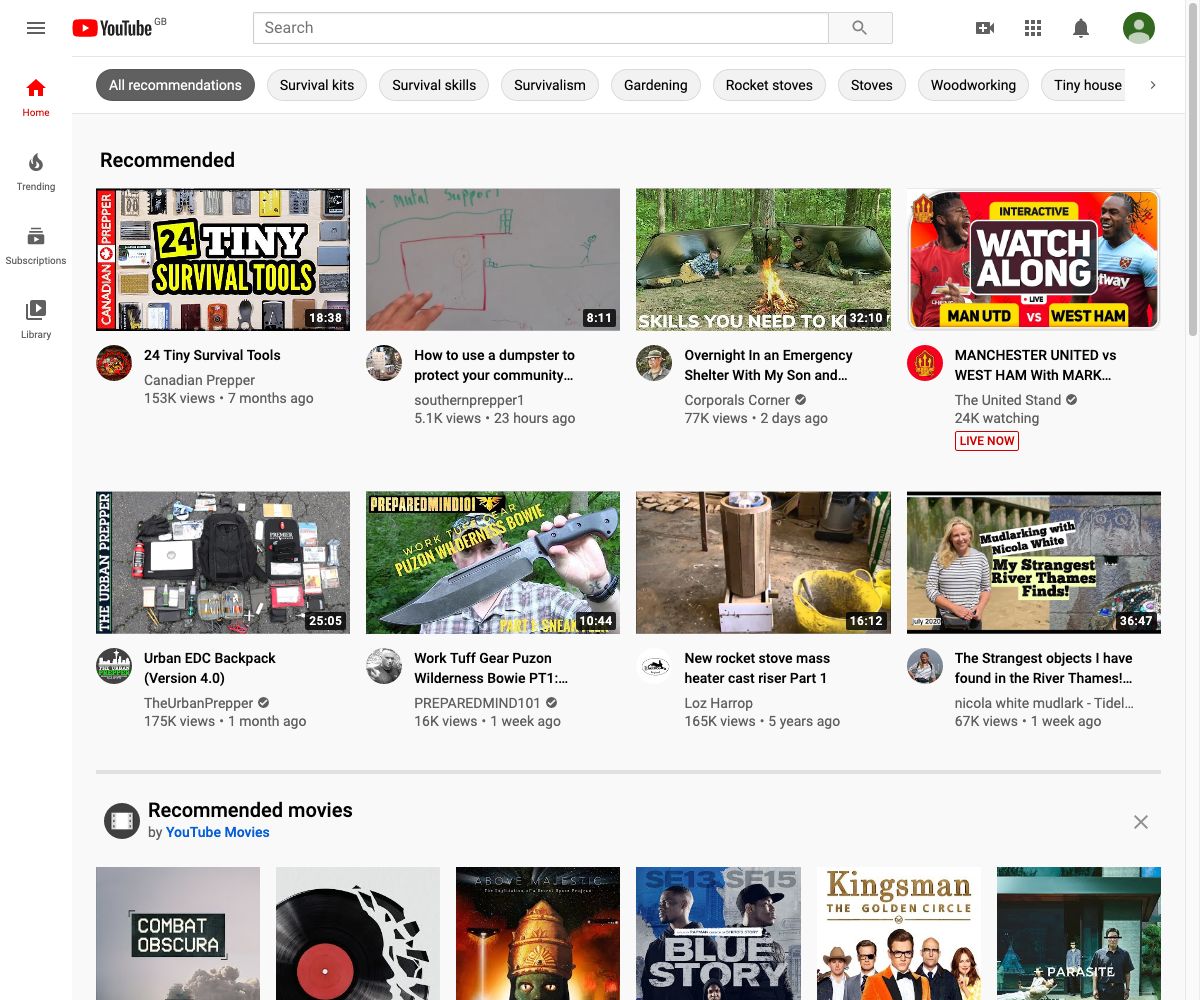 YouTube GB
Search
Home
Trending
Subscriptions
Library
All recommendations
Survival kits
Survival skills
Survivalism
Gardening
Rocket stoves
Stoves
Woodworking
Tiny house
Recommended
CANADIAN PREPPER
24 TINY
SURVIVAL TOOLS
18:38
24 Tiny Survival Tools
Canadian Prepper
153K views • 7 months ago
Mutal Support
8:11
How to use a dumpster to
protect your community…
southernprepper1
5.1K views • 23 hours ago
SKILLS YOU NEED TO K
32:10
Overnight In an Emergency
Shelter With My Son and…
Corporals Corner
77K views • 2 days ago
INTERACTIVE
WATCH
ALONG
• LIVE
MAN UTD VS WEST HAM
MANCHESTER UNITED vs
WEST HAM With MARK…
The United Stand
24K watching
LIVE NOW
THE URBAN PREPPER
25:05
Urban EDC Backpack
(Version 4.0)
TheUrbanPrepper
175K views • 1 month ago
PREPAREDMIND101
WORK TUFF GEAR
PUZON WILDERNESS BOWIE
PART 1 SNEAK PEEK
10:44
Work Tuff Gear Puzon
Wilderness Bowie PT1:…
PREPAREDMIND101
16K views • 1 week ago
16:12
New rocket stove mass
heater cast riser Part 1
Loz Harrop
165K views • 5 years ago
Mudlarking with
Nicola White
My Strangest
River Thames
Finds!
july 2020
36:47
The Strangest objects I have
found in the River Thames!…
nicola white mudlark - Tidel…
67K views • 1 week ago
Recommended movies
by YouTube Movies
COMBAT
OBSCURA
ABOVE MAJESTIC
The Implications of a Secret Space Program
SE13 SE15
BLUE
STORY
Kingsman
THE GOLDEN CIRCLE
PARASITE